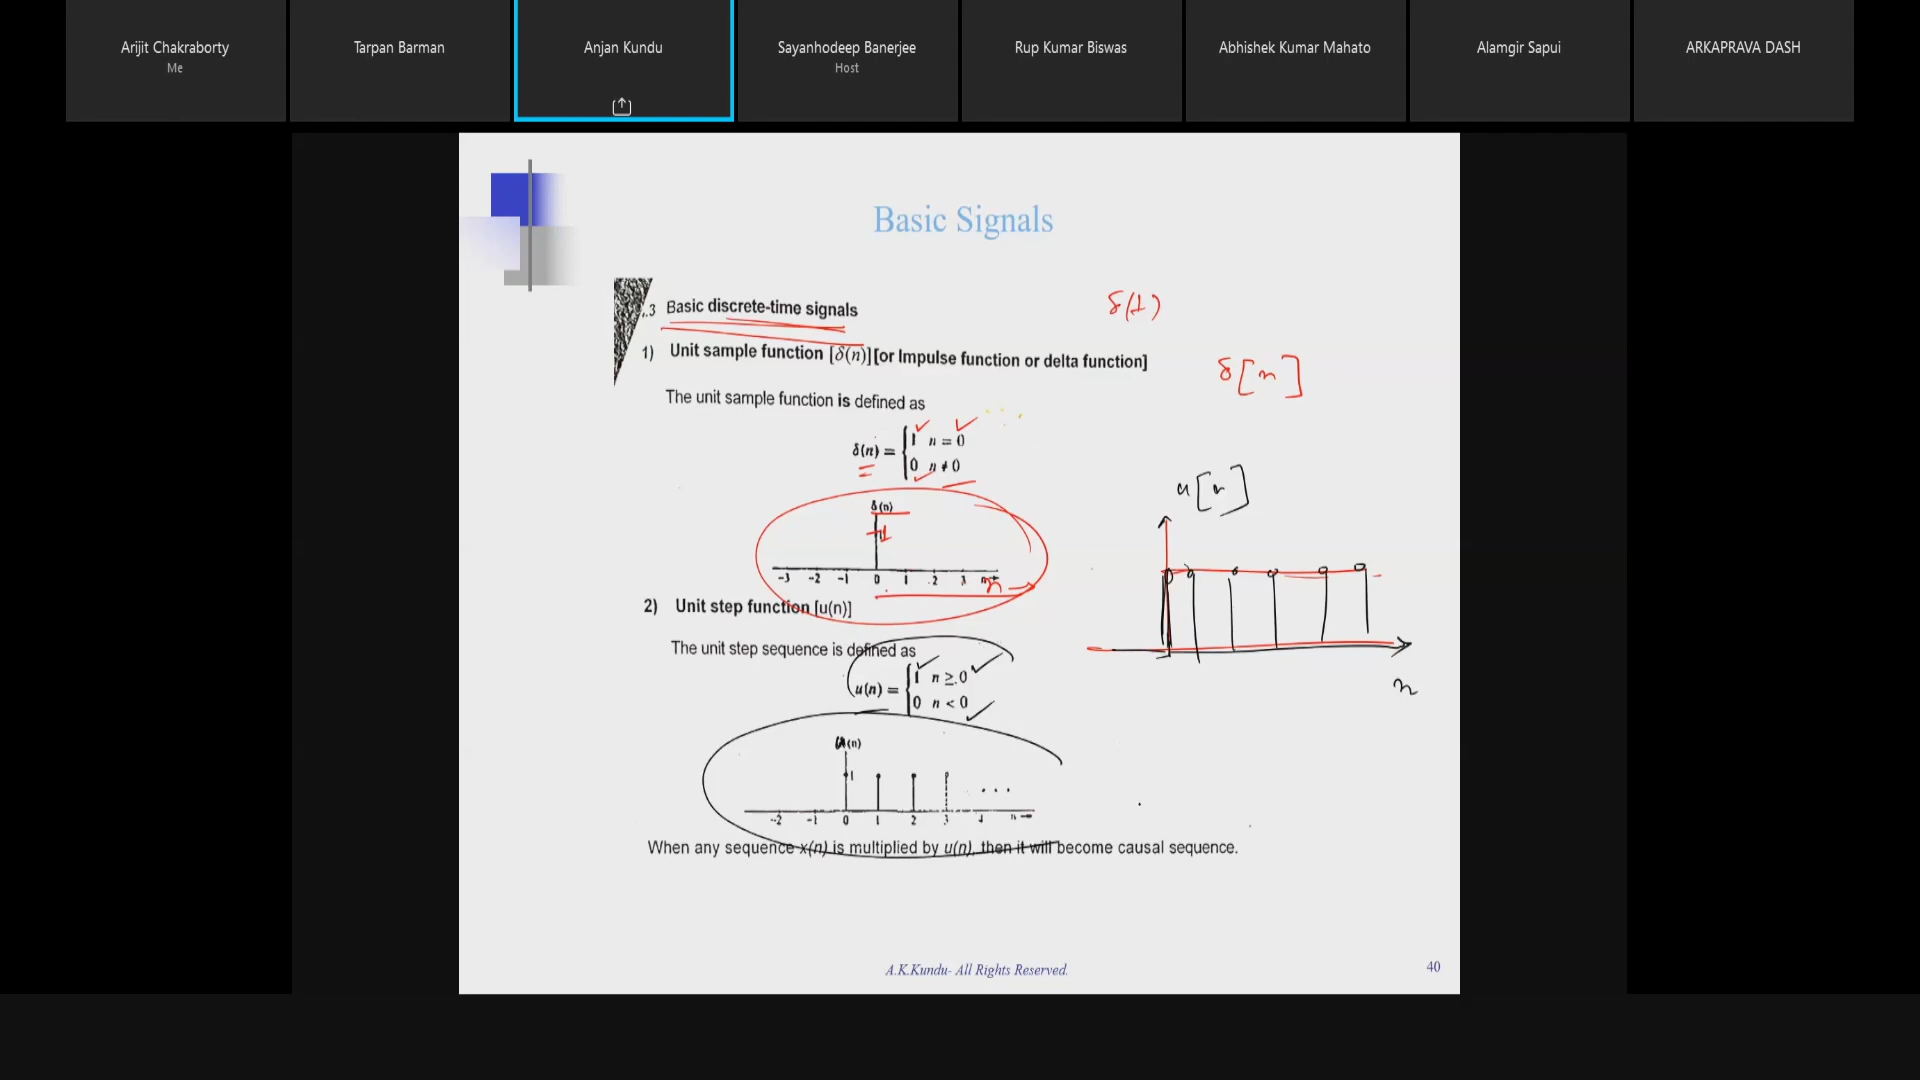 Arijit Chakraborty
Me
Tarpan Barman
Anjan Kundu
Sayanhodeep Banerjee
Host
Rup Kumar Biswas
Abhishek Kumar Mahato
Alamgir Sapui
ARKAPRAVA DASH
Basic Signals
.3 Basic discrete-time signals
δ(t)
1) Unit sample function [δ(n)] [or Impulse function or delta function]
δ[n]
The unit sample function is defined as
δ(n) = { 1 n = 0
0 n ≠ 0
u[n]
δ(n)
1
-3 -2 -1 0 1 2 3 n
2) Unit step function [u(n)]
The unit step sequence is defined as
u(n) = { 1 n ≥ 0
0 n < 0
n
u(n)
1
-2 -1 0 1 2 3 4 n
When any sequence x(n) is multiplied by u(n), then it will become causal sequence.
A.K.Kundu- All Rights Reserved.
40